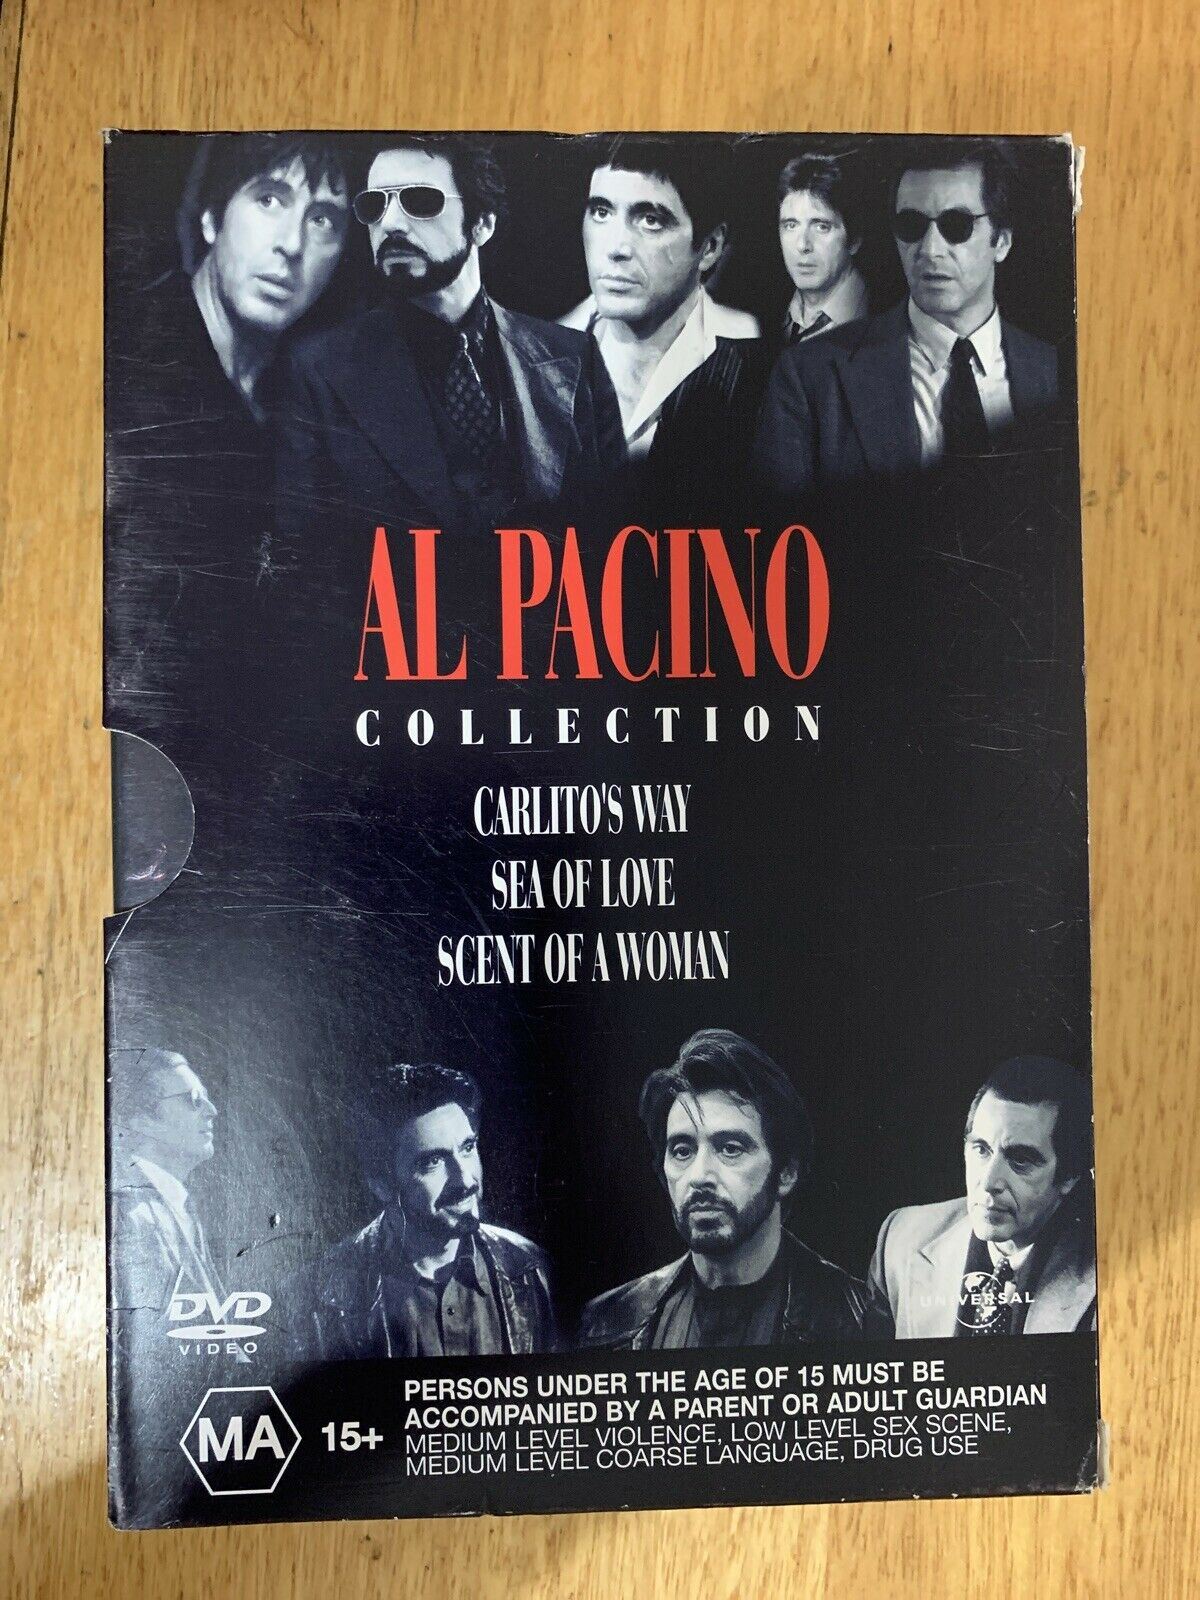 AL PACINO
COLLECTION
CARLITO'S WAY
SEA OF LOVE
SCENT OF A WOMAN
DVD
VIDEO
UNIVERSAL
MA 15+
PERSONS UNDER THE AGE OF 15 MUST BE
ACCOMPANIED BY A PARENT OR ADULT GUARDIAN
MEDIUM LEVEL VIOLENCE, LOW LEVEL SEX SCENE,
MEDIUM LEVEL COARSE LANGUAGE, DRUG USE